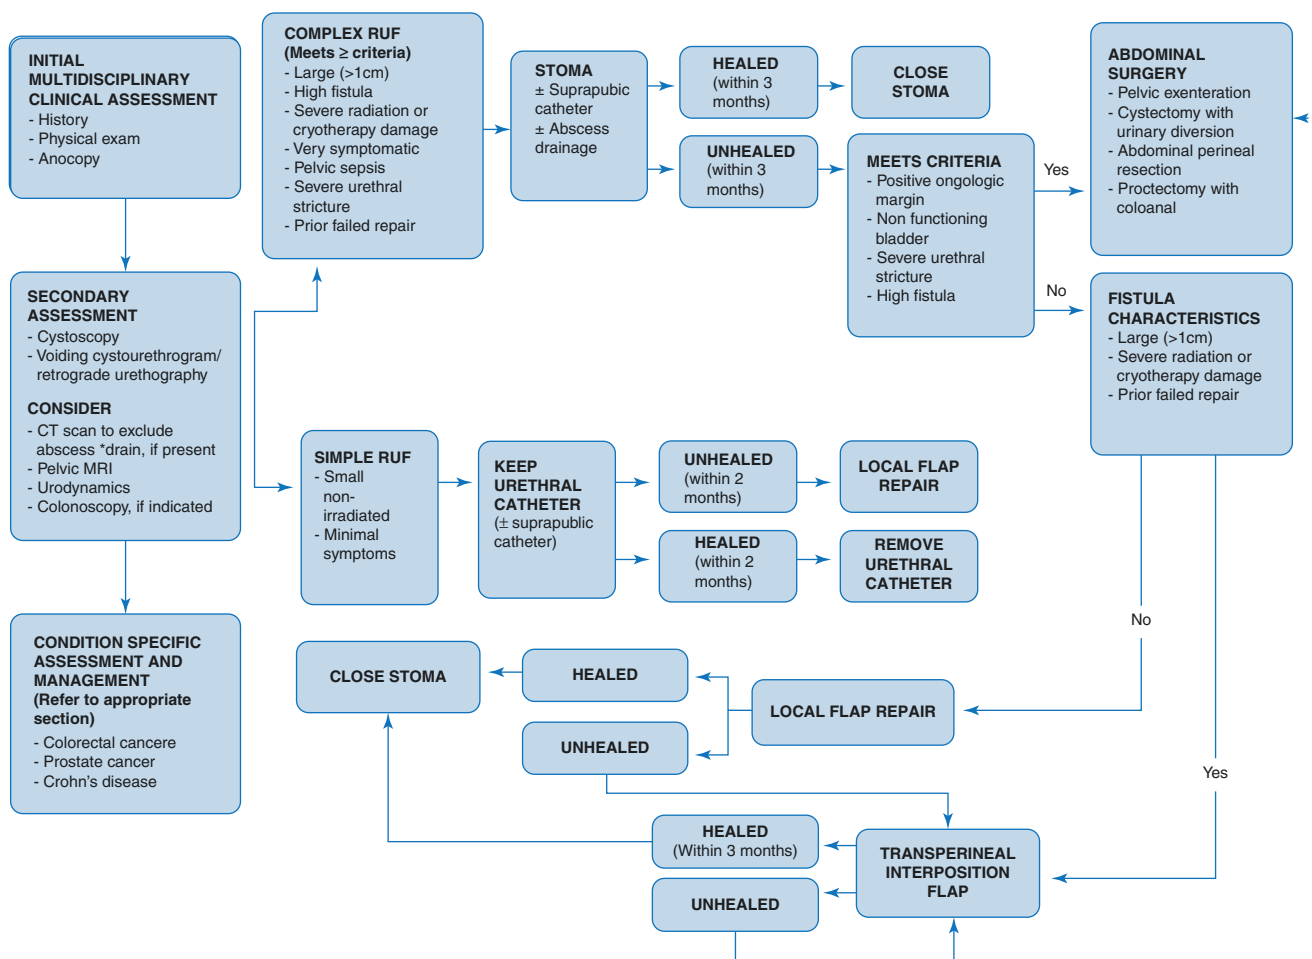 INITIAL
MULTIDISCIPLINARY
CLINICAL ASSESSMENT
- History
- Physical exam
- Anocopy
SECONDARY
ASSESSMENT
- Cystoscopy
- Voiding cystourethrogram/
retrograde urethography
CONSIDER
- CT scan to exclude
abscess *drain, if present
- Pelvic MRI
- Urodynamics
- Colonoscopy, if indicated
CONDITION SPECIFIC
ASSESSMENT AND
MANAGEMENT
(Refer to appropriate
section)
- Colorectal cancere
- Prostate cancer
- Crohn's disease
COMPLEX RUF
(Meets ≥ criteria)
- Large (>1cm)
- High fistula
- Severe radiation or
cryotherapy damage
- Very symptomatic
- Pelvic sepsis
- Severe urethral
stricture
- Prior failed repair
STOMA
± Suprapubic
catheter
± Abscess
drainage
HEALED
(within 3
months)
CLOSE
STOMA
UNHEALED
(within 3
months)
MEETS CRITERIA
- Positive ongologic
margin
- Non functioning
bladder
- Severe urethral
stricture
- High fistula
Yes
No
ABDOMINAL
SURGERY
- Pelvic exenteration
- Cystectomy with
urinary diversion
- Abdominal perineal
resection
- Proctectomy with
coloanal
FISTULA
CHARACTERISTICS
- Large (>1cm)
- Severe radiation or
cryotherapy damage
- Prior failed repair
SIMPLE RUF
- Small
non-
irradiated
- Minimal
symptoms
KEEP
URETHRAL
CATHETER
(± suprapublic
catheter)
UNHEALED
(within 2
months)
LOCAL FLAP
REPAIR
HEALED
(within 2
months)
REMOVE
URETHRAL
CATHETER
No
Yes
CLOSE STOMA
HEALED
LOCAL FLAP REPAIR
UNHEALED
HEALED
(Within 3 months)
TRANSPERINEAL
INTERPOSITION
FLAP
UNHEALED